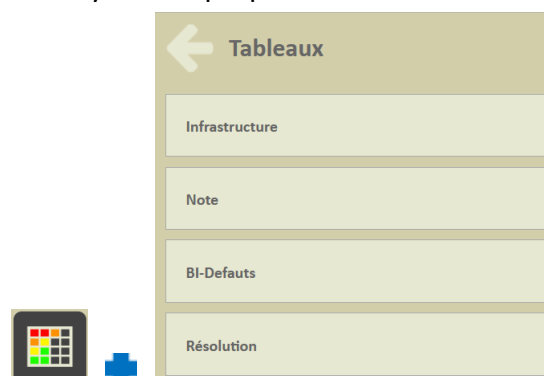 Tableaux
Infrastructure
Note
BI-Defauts
Résolution